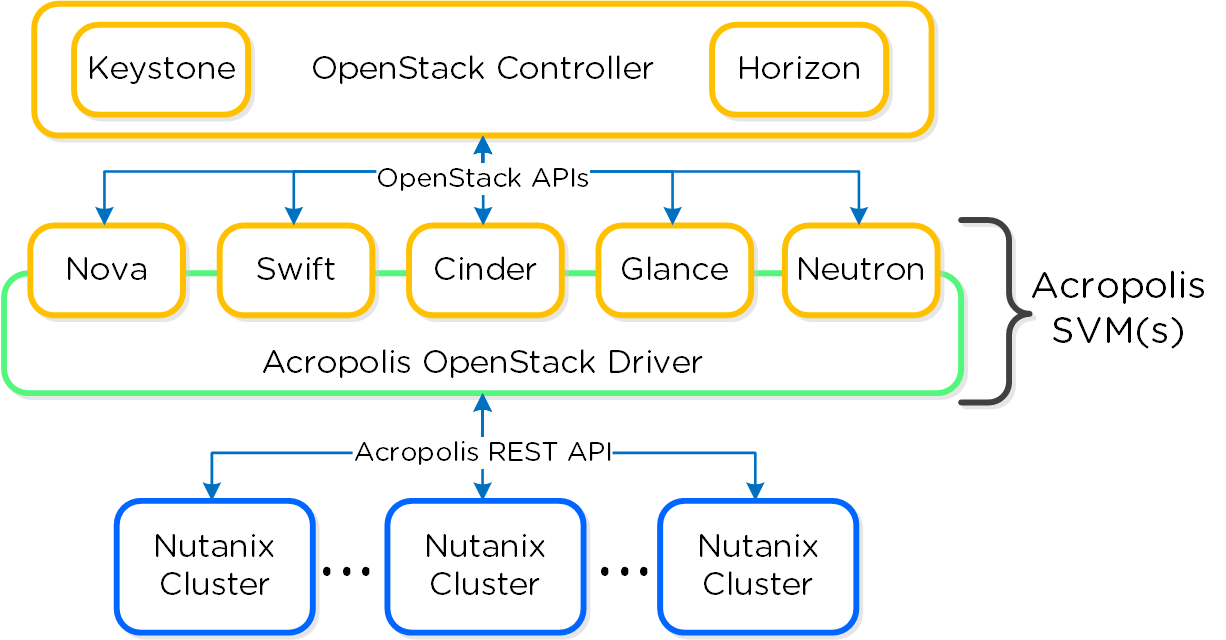 Keystone
OpenStack Controller
Horizon
OpenStack APIs
Nova
Swift
Cinder
Glance
Neutron
Acropolis OpenStack Driver
Acropolis
SVM(s)
Acropolis REST API
Nutanix
Cluster
Nutanix
Cluster
Nutanix
Cluster